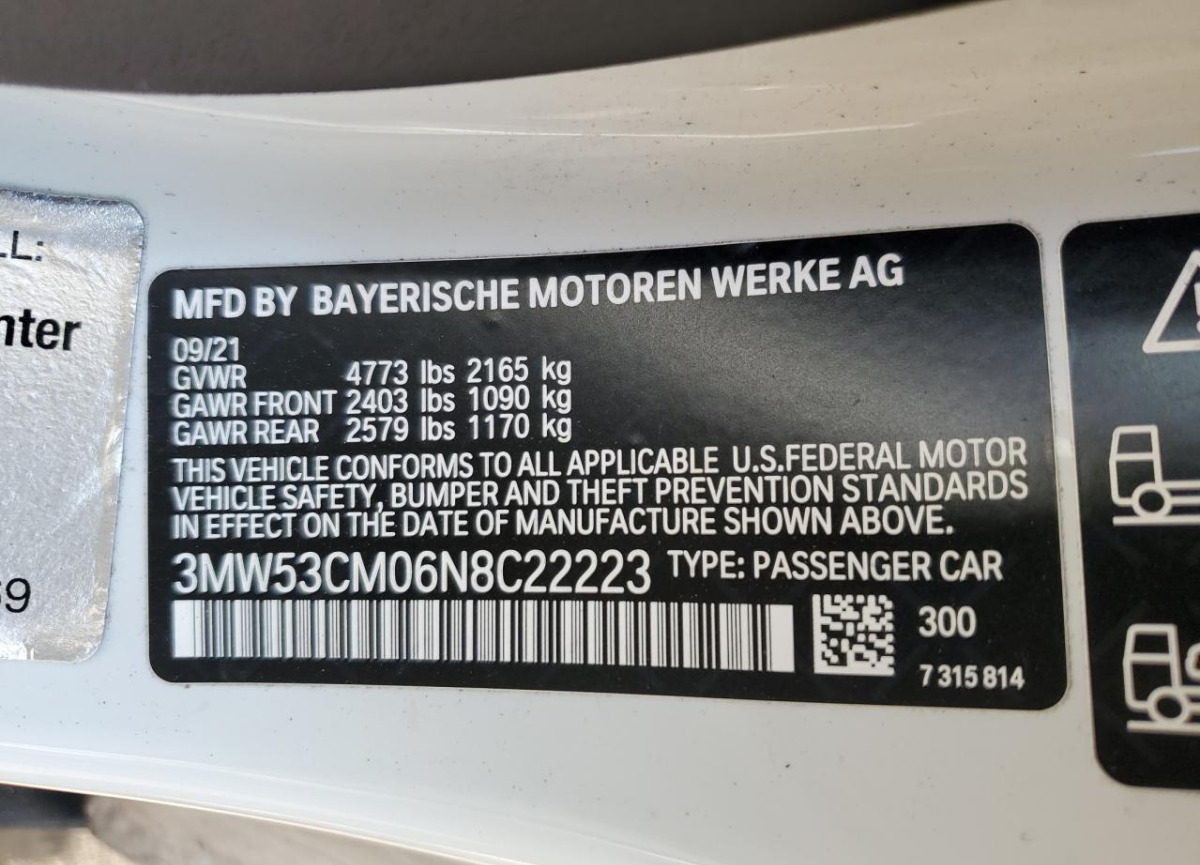 LL:
nter
69
MFD BY BAYERISCHE MOTOREN WERKE AG
09/21
GVWR 4773 lbs 2165 kg
GAWR FRONT 2403 lbs 1090 kg
GAWR REAR 2579 lbs 1170 kg
THIS VEHICLE CONFORMS TO ALL APPLICABLE U.S.FEDERAL MOTOR
VEHICLE SAFETY, BUMPER AND THEFT PREVENTION STANDARDS
IN EFFECT ON THE DATE OF MANUFACTURE SHOWN ABOVE.
3MW53CM06N8C22223 TYPE: PASSENGER CAR
300
7 315 814